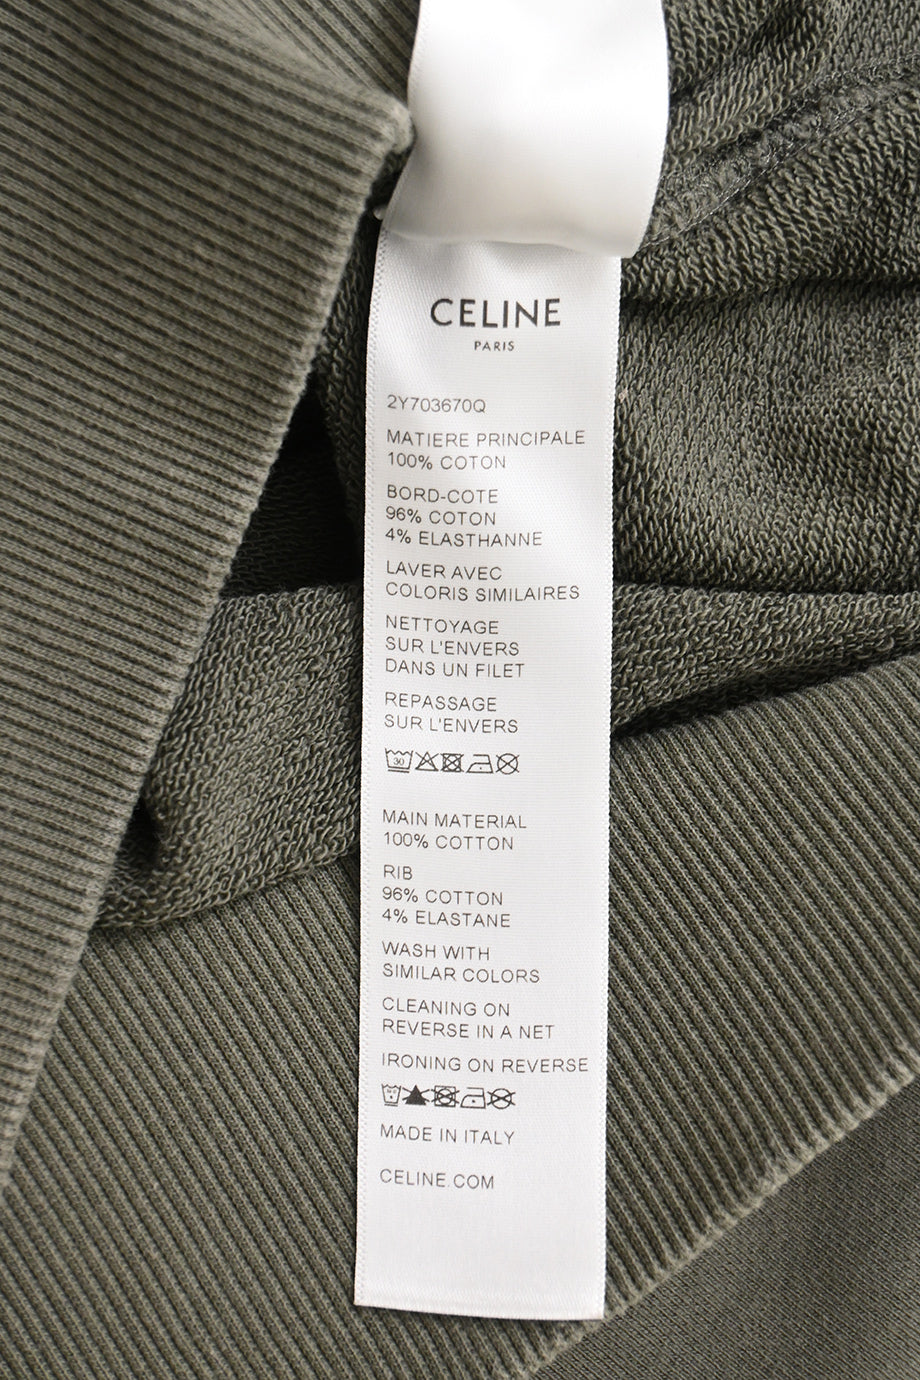 CELINE
PARIS
2Y703670Q
MATIERE PRINCIPALE
100% COTON
BORD-COTE
96% COTON
4% ELASTHANNE
LAVER AVEC
COLORIS SIMILAIRES
NETTOYAGE
SUR L'ENVERS
DANS UN FILET
REPASSAGE
SUR L'ENVERS
30
MAIN MATERIAL
100% COTTON
RIB
96% COTTON
4% ELASTANE
WASH WITH
SIMILAR COLORS
CLEANING ON
REVERSE IN A NET
IRONING ON REVERSE
MADE IN ITALY
CELINE.COM